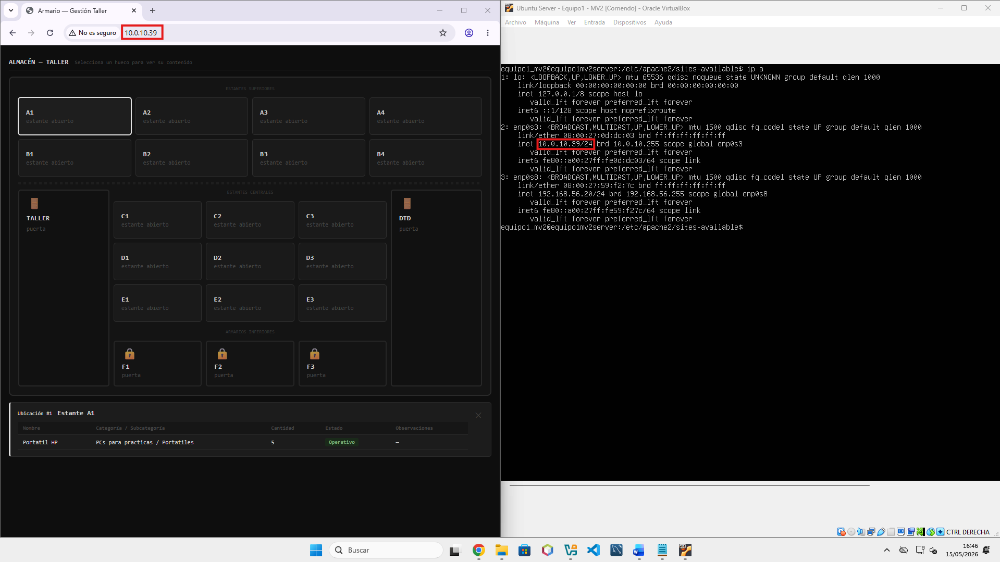 Armario — Gestión Taller
No es seguro
10.0.10.39
ALMACÉN — TALLER
Selecciona un hueco para ver su contenido
ESTANTES SUPERIORES
A1
estante abierto
A2
estante abierto
A3
estante abierto
A4
estante abierto
B1
estante abierto
B2
estante abierto
B3
estante abierto
B4
estante abierto
TALLER
puerta
ESTANTES CENTRALES
C1
estante abierto
C2
estante abierto
C3
estante abierto
D1
estante abierto
D2
estante abierto
D3
estante abierto
E1
estante abierto
E2
estante abierto
E3
estante abierto
ARMARIOS INFERIORES
F1
puerta
F2
puerta
F3
puerta
DTD
puerta
Ubicación #1 Estante A1
Nombre Categoría / Subcategoría Cantidad Estado Observaciones
Portatil HP PCs para practicas / Portatiles 5 Operativo —
Ubuntu Server - Equipo1 - MV2 [Corriendo] - Oracle VirtualBox
Archivo Máquina Ver Entrada Dispositivos Ayuda
equipo1_mv2@equipo1mv2server:/etc/apache2/sites-available$ ip a
1: lo: <LOOPBACK,UP,LOWER_UP> mtu 65536 qdisc noqueue state UNKNOWN group default qlen 1000
link/loopback 00:00:00:00:00:00 brd 00:00:00:00:00:00
inet 127.0.0.1/8 scope host lo
valid_lft forever preferred_lft forever
inet6 ::1/128 scope host noprefixroute
valid_lft forever preferred_lft forever
2: enp0s3: <BROADCAST,MULTICAST,UP,LOWER_UP> mtu 1500 qdisc fq_codel state UP group default qlen 1000
link/ether 08:00:27:0d:dc:03 brd ff:ff:ff:ff:ff:ff
inet 10.0.10.39/24 brd 10.0.10.255 scope global enp0s3
valid_lft forever preferred_lft forever
inet6 fe80::a00:27ff:fe0d:dc03/64 scope link
valid_lft forever preferred_lft forever
3: enp0s8: <BROADCAST,MULTICAST,UP,LOWER_UP> mtu 1500 qdisc fq_codel state UP group default qlen 1000
link/ether 08:00:27:59:f2:7c brd ff:ff:ff:ff:ff:ff
inet 192.168.56.20/24 brd 192.168.56.255 scope global enp0s8
valid_lft forever preferred_lft forever
inet6 fe80::a00:27ff:fe59:f27c/64 scope link
valid_lft forever preferred_lft forever
equipo1_mv2@equipo1mv2server:/etc/apache2/sites-available$
CTRL DERECHA
Buscar
16:46
15/05/2026